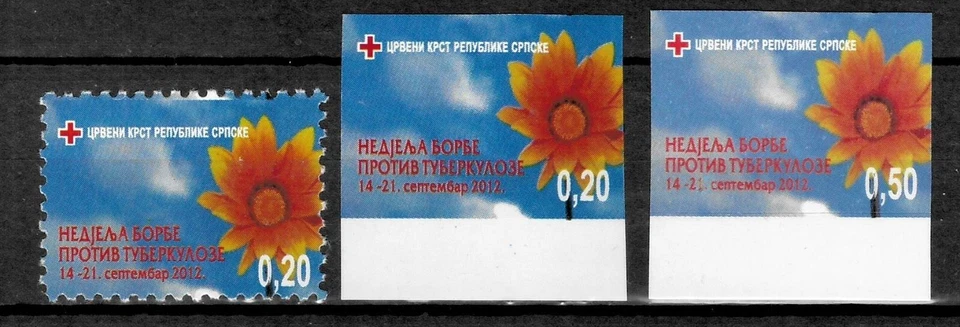 ЦРВЕНИ КРСТ РЕПУБЛИКЕ СРПСКЕ
НЕДЈЕЉА БОРБЕ
ПРОТИВ ТУБЕРКУЛОЗЕ
14 -21. септембар 2012.
0,20
ЦРВЕНИ КРСТ РЕПУБЛИКЕ СРПСКЕ
НЕДЈЕЉА БОРБЕ
ПРОТИВ ТУБЕРКУЛОЗЕ
14 -21. септембар 2012.
0,20
ЦРВЕНИ КРСТ РЕПУБЛИКЕ СРПСКЕ
НЕДЈЕЉА БОРБЕ
ПРОТИВ ТУБЕРКУЛОЗЕ
14 -21. септембар 2012.
0,50